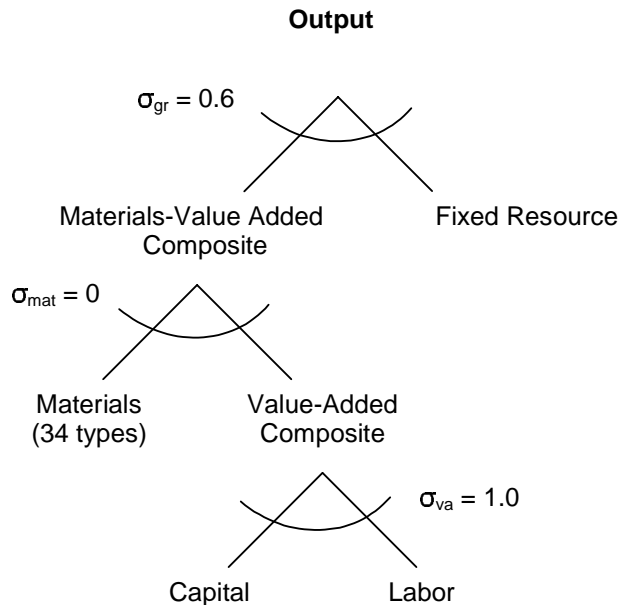 Output
σgr = 0.6
Materials-Value Added
Composite
Fixed Resource
σmat = 0
Materials
(34 types)
Value-Added
Composite
σva = 1.0
Capital
Labor